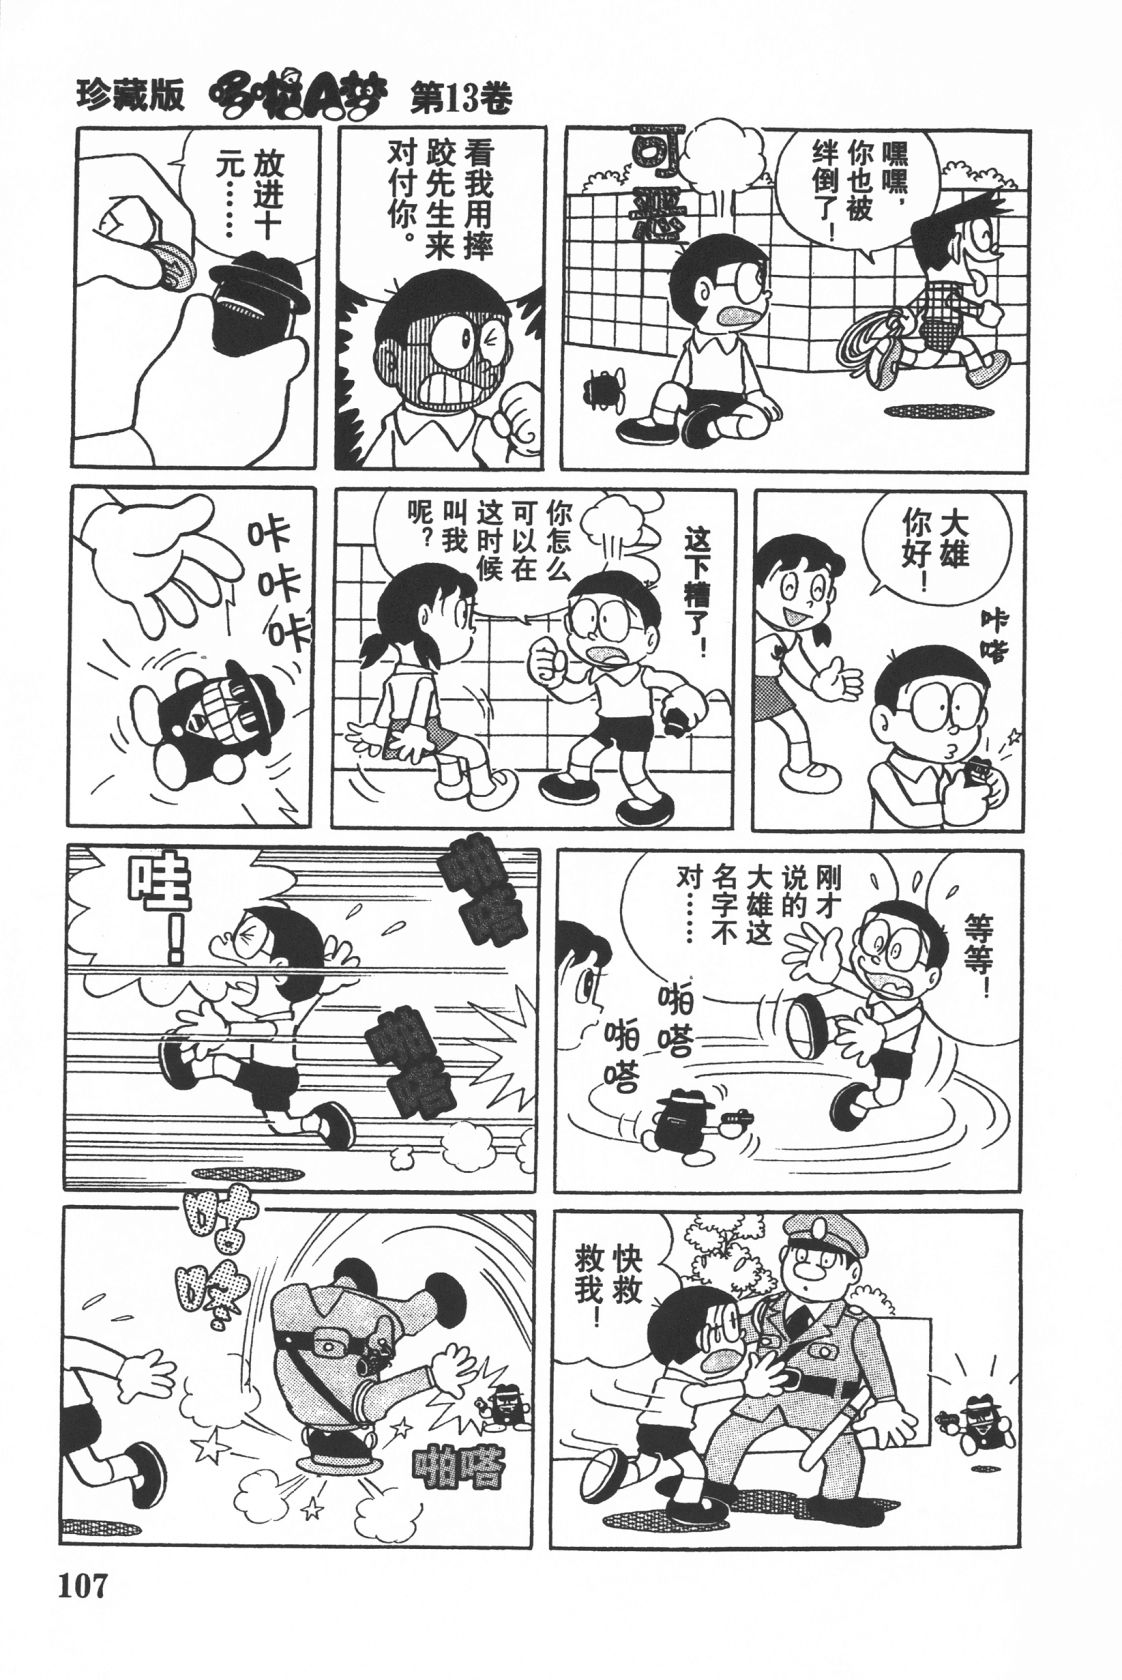 珍藏版 哆啦A梦 第13卷
嘿嘿，
你也被
绊倒了！
可恶
看我用摔
跤先生来
对付你。
放进十
元……
大雄
你好！
咔嗒
这下糟了！
你怎么
可以在
这时候
叫我
呢？
咔
咔
咔
等等！
刚才
说的
大雄这
名字不
对……
啪嗒
啪嗒
啪嗒
啪嗒
哇！
快救
救我！
啪嗒
107